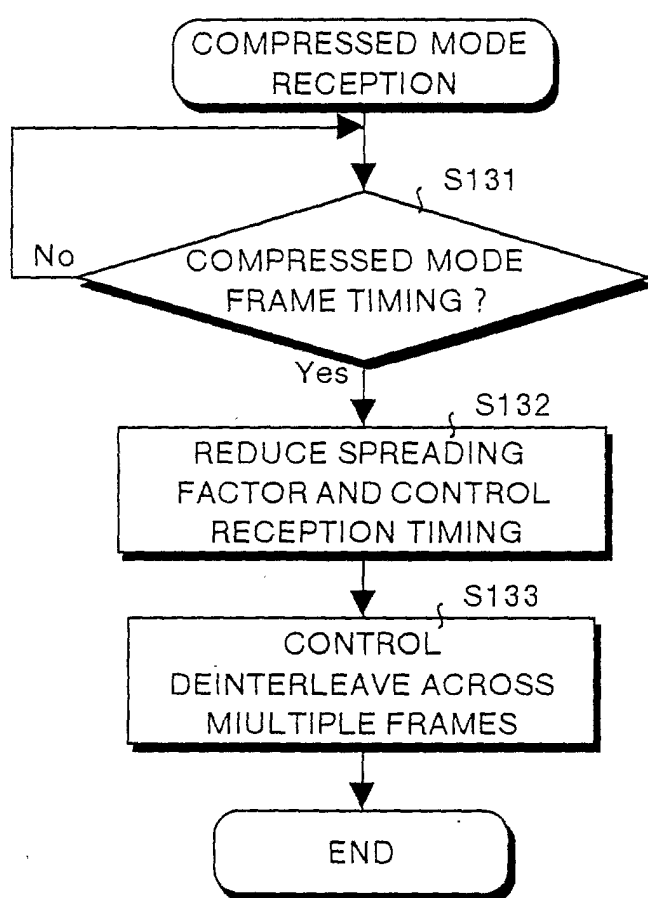 COMPRESSED MODE
RECEPTION
S131
No
COMPRESSED MODE
FRAME TIMING ?
Yes
S132
REDUCE SPREADING
FACTOR AND CONTROL
RECEPTION TIMING
S133
CONTROL
DEINTERLEAVE ACROSS
MIULTIPLE FRAMES
END